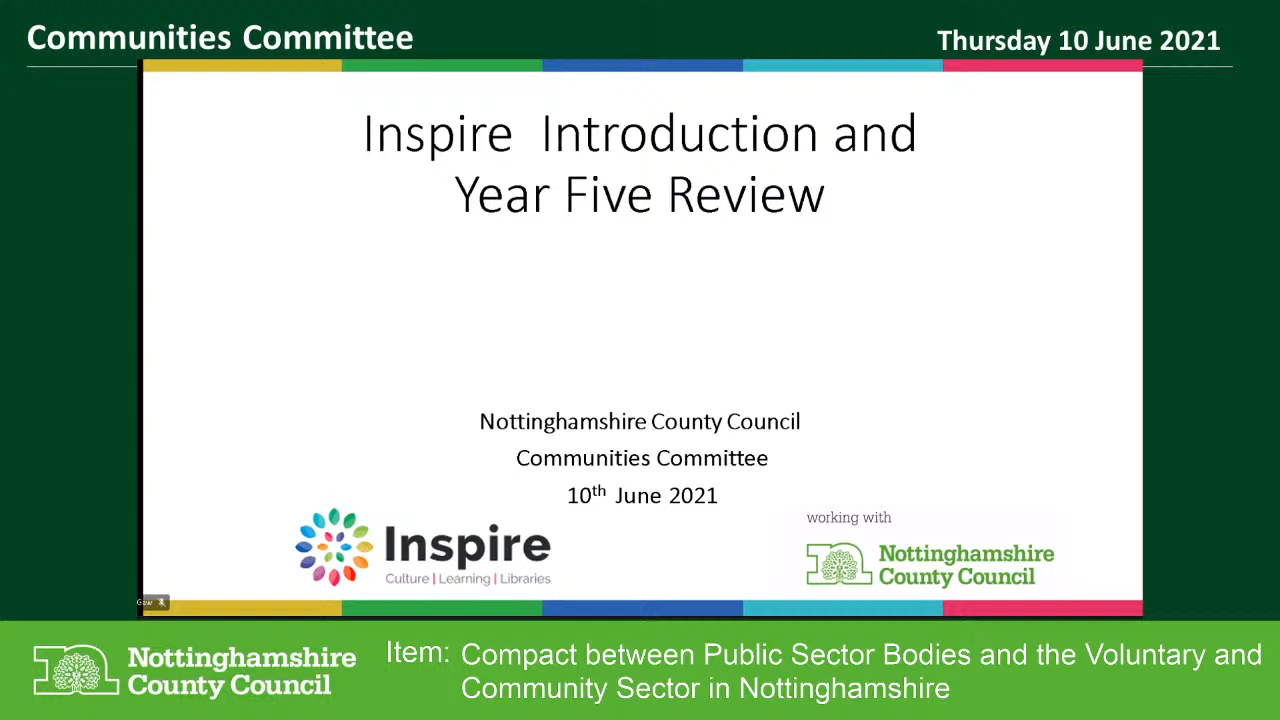 Communities Committee
Thursday 10 June 2021
Inspire Introduction and
Year Five Review
Nottinghamshire County Council
Communities Committee
10th June 2021
Inspire
Culture | Learning | Libraries
working with
Nottinghamshire
County Council
Gaw
Nottinghamshire
County Council
Item: Compact between Public Sector Bodies and the Voluntary and
Community Sector in Nottinghamshire